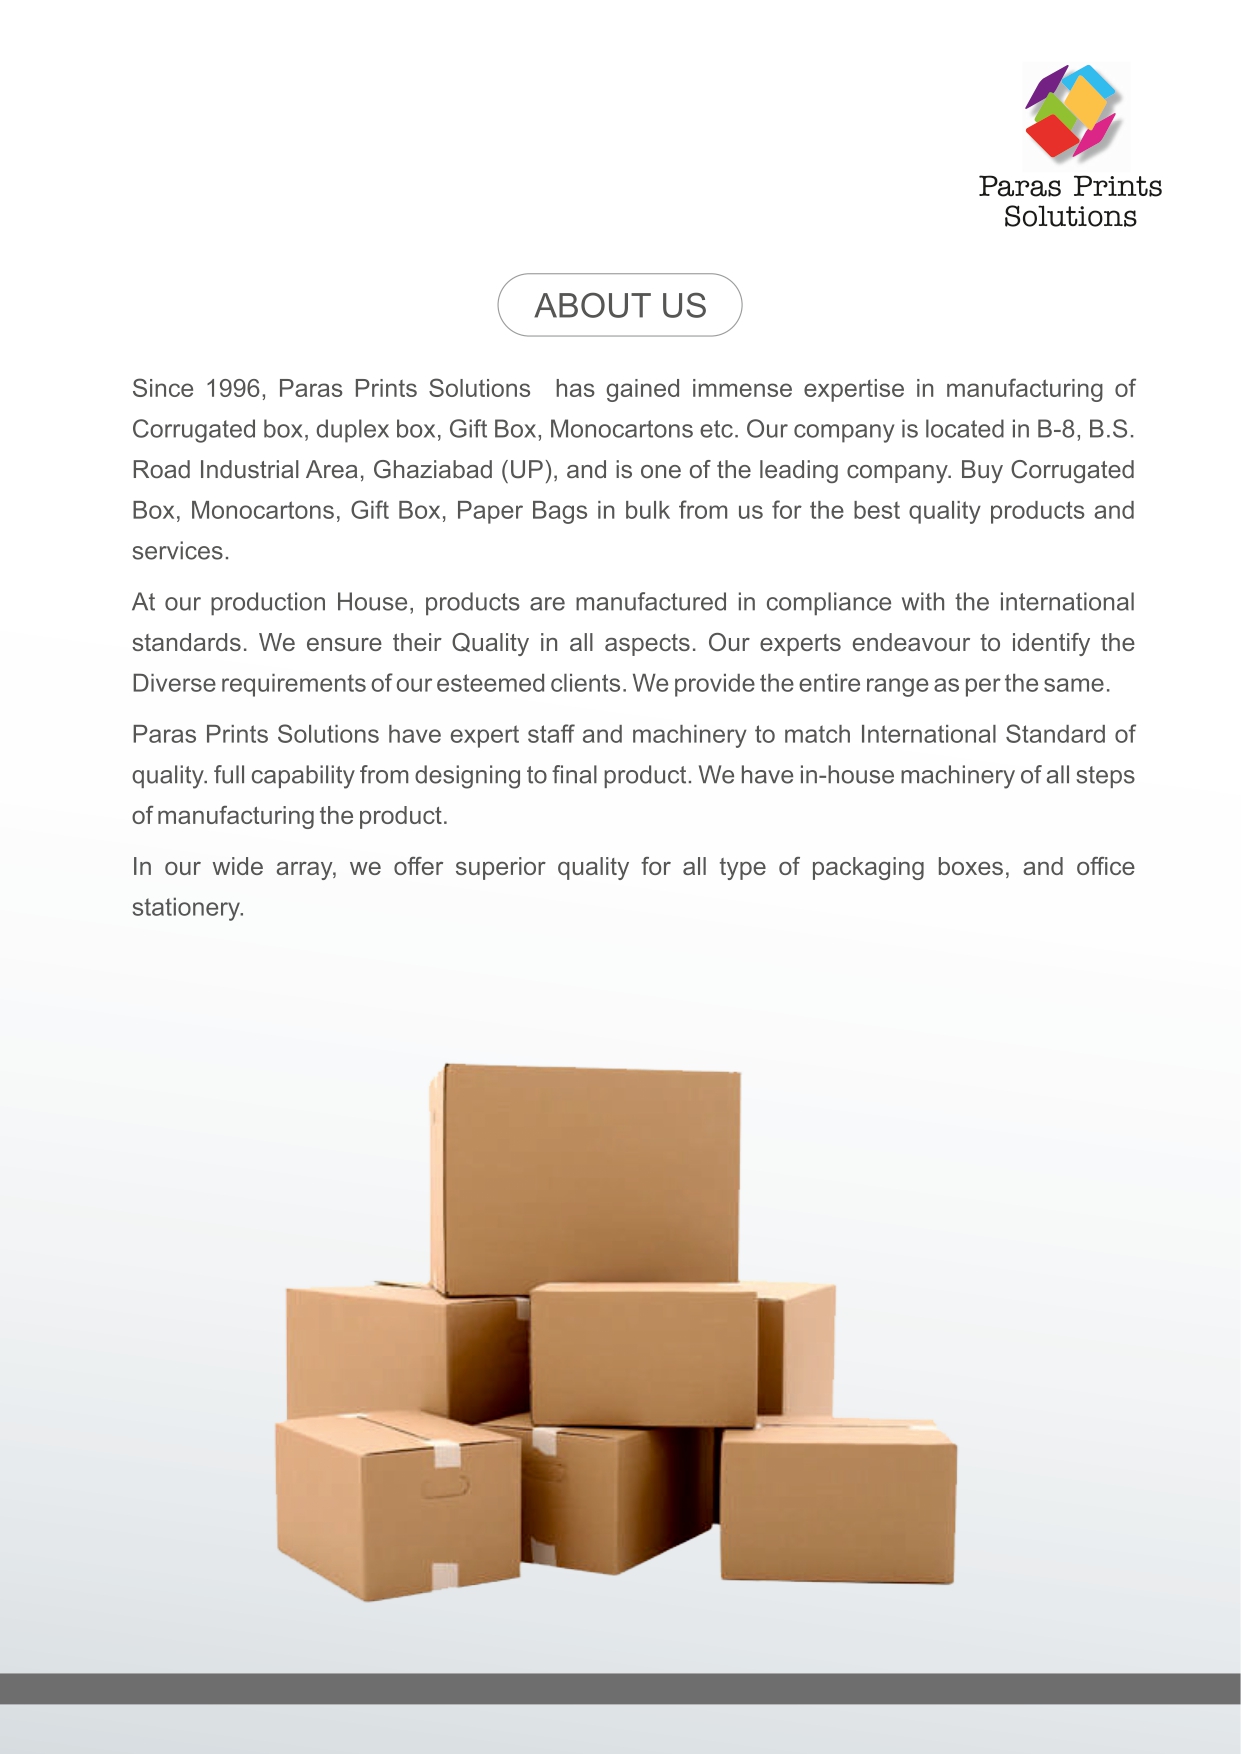 Paras Prints
Solutions
ABOUT US
Since 1996, Paras Prints Solutions  has gained immense expertise in manufacturing of
Corrugated box, duplex box, Gift Box, Monocartons etc. Our company is located in B-8, B.S.
Road Industrial Area, Ghaziabad (UP), and is one of the leading company. Buy Corrugated
Box, Monocartons, Gift Box, Paper Bags in bulk from us for the best quality products and
services.
At our production House, products are manufactured in compliance with the international
standards. We ensure their Quality in all aspects. Our experts endeavour to identify the
Diverse requirements of our esteemed clients. We provide the entire range as per the same.
Paras Prints Solutions have expert staff and machinery to match International Standard of
quality. full capability from designing to final product. We have in-house machinery of all steps
of manufacturing the product.
In our wide array, we offer superior quality for all type of packaging boxes, and office
stationery.